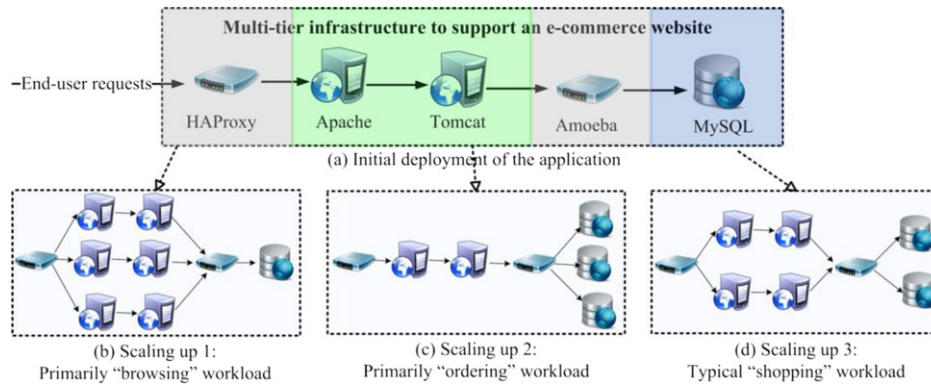 Multi-tier infrastructure to support an e-commerce website
End-user requests
HAProxy
Apache
Tomcat
Amoeba
MySQL
(a) Initial deployment of the application
(b) Scaling up 1:
Primarily “browsing” workload
(c) Scaling up 2:
Primarily “ordering” workload
(d) Scaling up 3:
Typical “shopping” workload